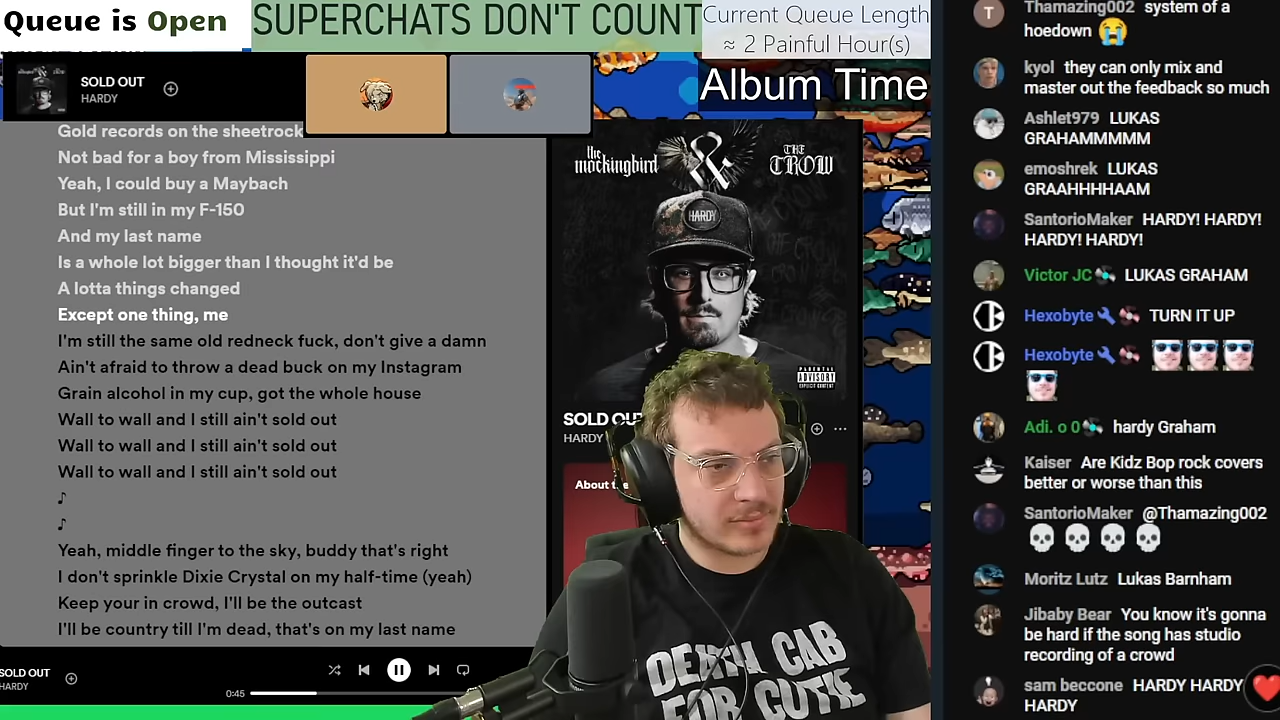 Queue is Open
SUPERCHATS DON'T COUNT
Current Queue Length
≈ 2 Painful Hour(s)
SOLD OUT
HARDY
Album Time
Gold records on the sheetrock
Not bad for a boy from Mississippi
Yeah, I could buy a Maybach
But I'm still in my F-150
And my last name
Is a whole lot bigger than I thought it'd be
A lotta things changed
Except one thing, me
I'm still the same old redneck fuck, don't give a damn
Ain't afraid to throw a dead buck on my Instagram
Grain alcohol in my cup, got the whole house
Wall to wall and I still ain't sold out
Wall to wall and I still ain't sold out
Wall to wall and I still ain't sold out
♪
♪
Yeah, middle finger to the sky, buddy that's right
I don't sprinkle Dixie Crystal on my half-time (yeah)
Keep your in crowd, I'll be the outcast
I'll be country till I'm dead, that's on my last name
SOLD OUT
HARDY
0:45
the mockingbird & THE CROW
HARDY
PARENTAL
ADVISORY
EXPLICIT CONTENT
SOLD OUT
HARDY
About the
DEATH CAB
FOR CUTIE
T
Thamazing002 system of a
hoedown 😭
kyol they can only mix and
master out the feedback so much
Ashlet979 LUKAS
GRAHAMMMMM
emoshrek LUKAS
GRAAHHHHAAM
SantorioMaker HARDY! HARDY!
HARDY! HARDY!
Victor JC LUKAS GRAHAM
Hexobyte TURN IT UP
Hexobyte
Adi. o 0 hardy Graham
Kaiser Are Kidz Bop rock covers
better or worse than this
SantorioMaker @Thamazing002
💀 💀 💀 💀
Moritz Lutz Lukas Barnham
Jibaby Bear You know it's gonna
be hard if the song has studio
recording of a crowd
sam beccone HARDY HARDY
HARDY